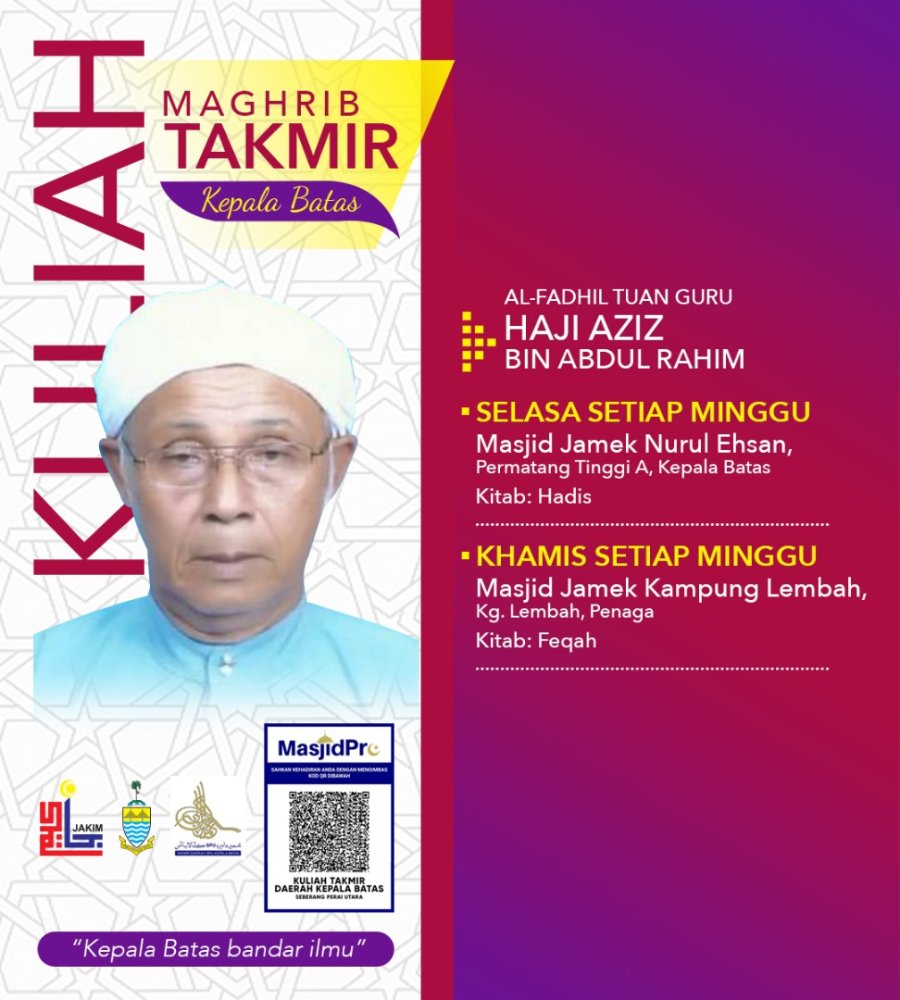 KULIAH
MAGHRIB
TAKMIR
Kepala Batas
AL-FADHIL TUAN GURU
HAJI AZIZ
BIN ABDUL RAHIM
SELASA SETIAP MINGGU
Masjid Jamek Nurul Ehsan,
Permatang Tinggi A, Kepala Batas
Kitab: Hadis
KHAMIS SETIAP MINGGU
Masjid Jamek Kampung Lembah,
Kg. Lembah, Penaga
Kitab: Feqah
MasjidPro
SAHKAN KEHADIRAN ANDA DENGAN MENGIMBAS
KOD QR DIBAWAH
KULIAH TAKMIR
DAERAH KEPALA BATAS
SEBERANG PERAI UTARA
JAKIM
"Kepala Batas bandar ilmu"